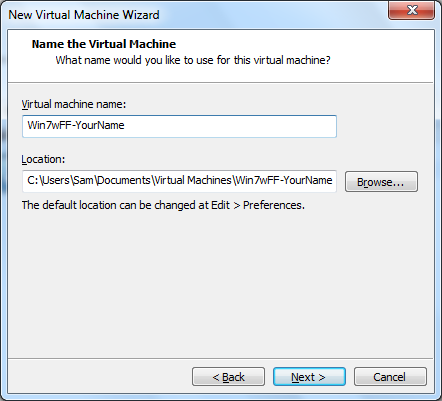 New Virtual Machine Wizard
Name the Virtual Machine
What name would you like to use for this virtual machine?
Virtual machine name:
Win7wFF-YourName
Location:
C:\Users\Sam\Documents\Virtual Machines\Win7wFF-YourName
Browse...
The default location can be changed at Edit > Preferences.
< Back
Next >
Cancel